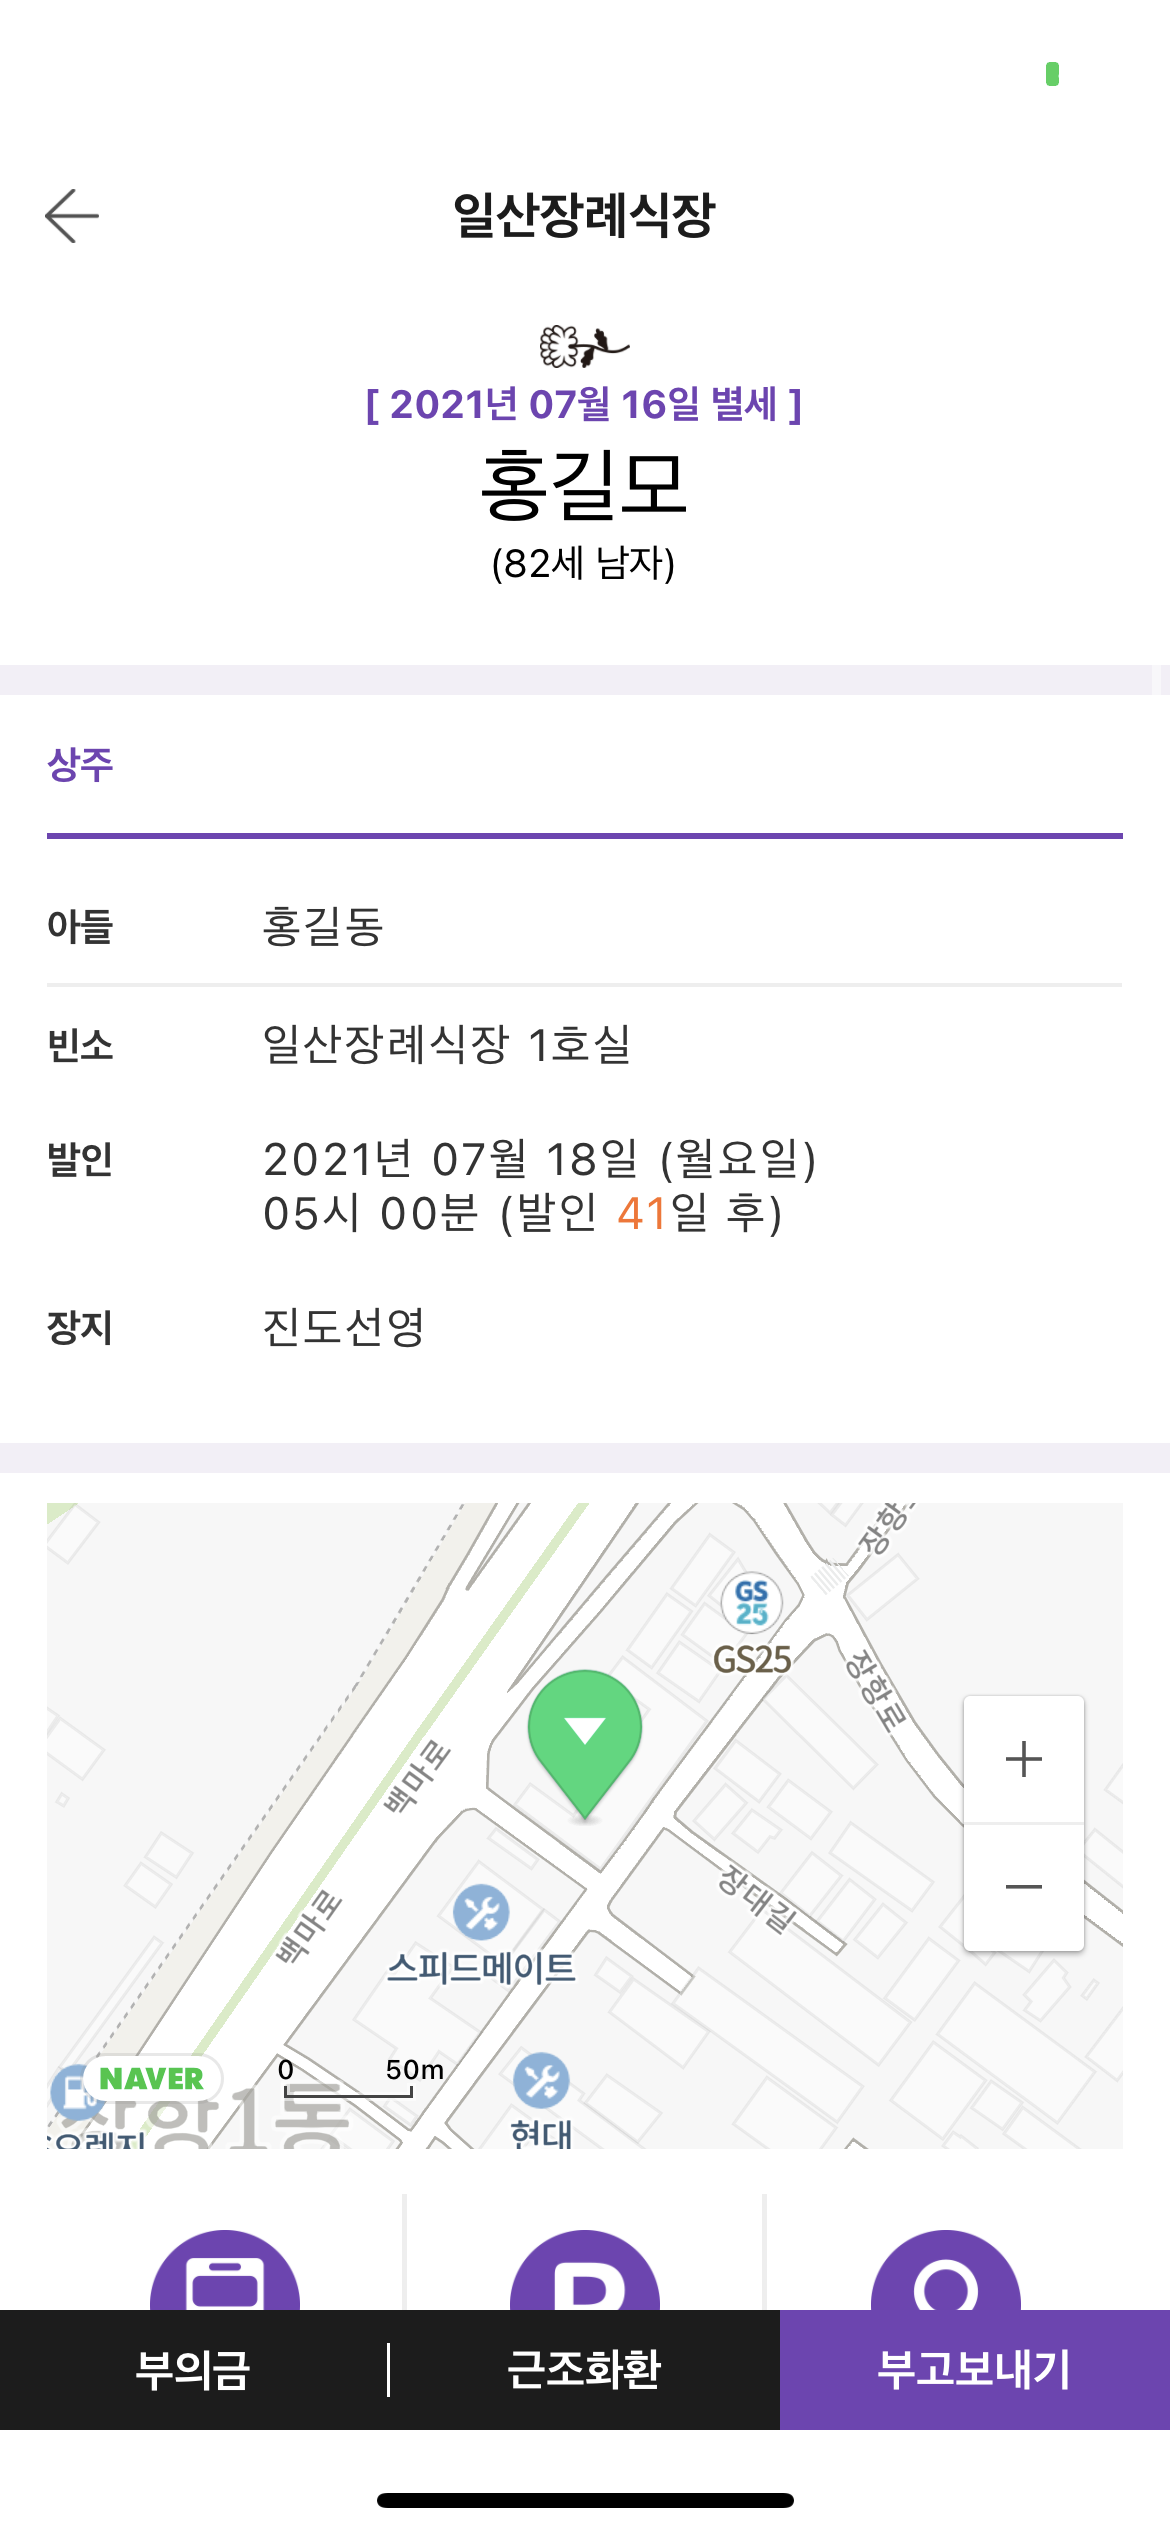 일산장례식장
[ 2021년 07월 16일 별세 ]
홍길모
(82세 남자)
상주
아들 홍길동
빈소 일산장례식장 1호실
발인 2021년 07월 18일 (월요일)
05시 00분 (발인 41일 후)
장지 진도선영
장항
GS
25
GS25
장항로
백마로
장대길
백마로
스피드메이트
NAVER
0 50m
현대
부의금
근조화환
부고보내기